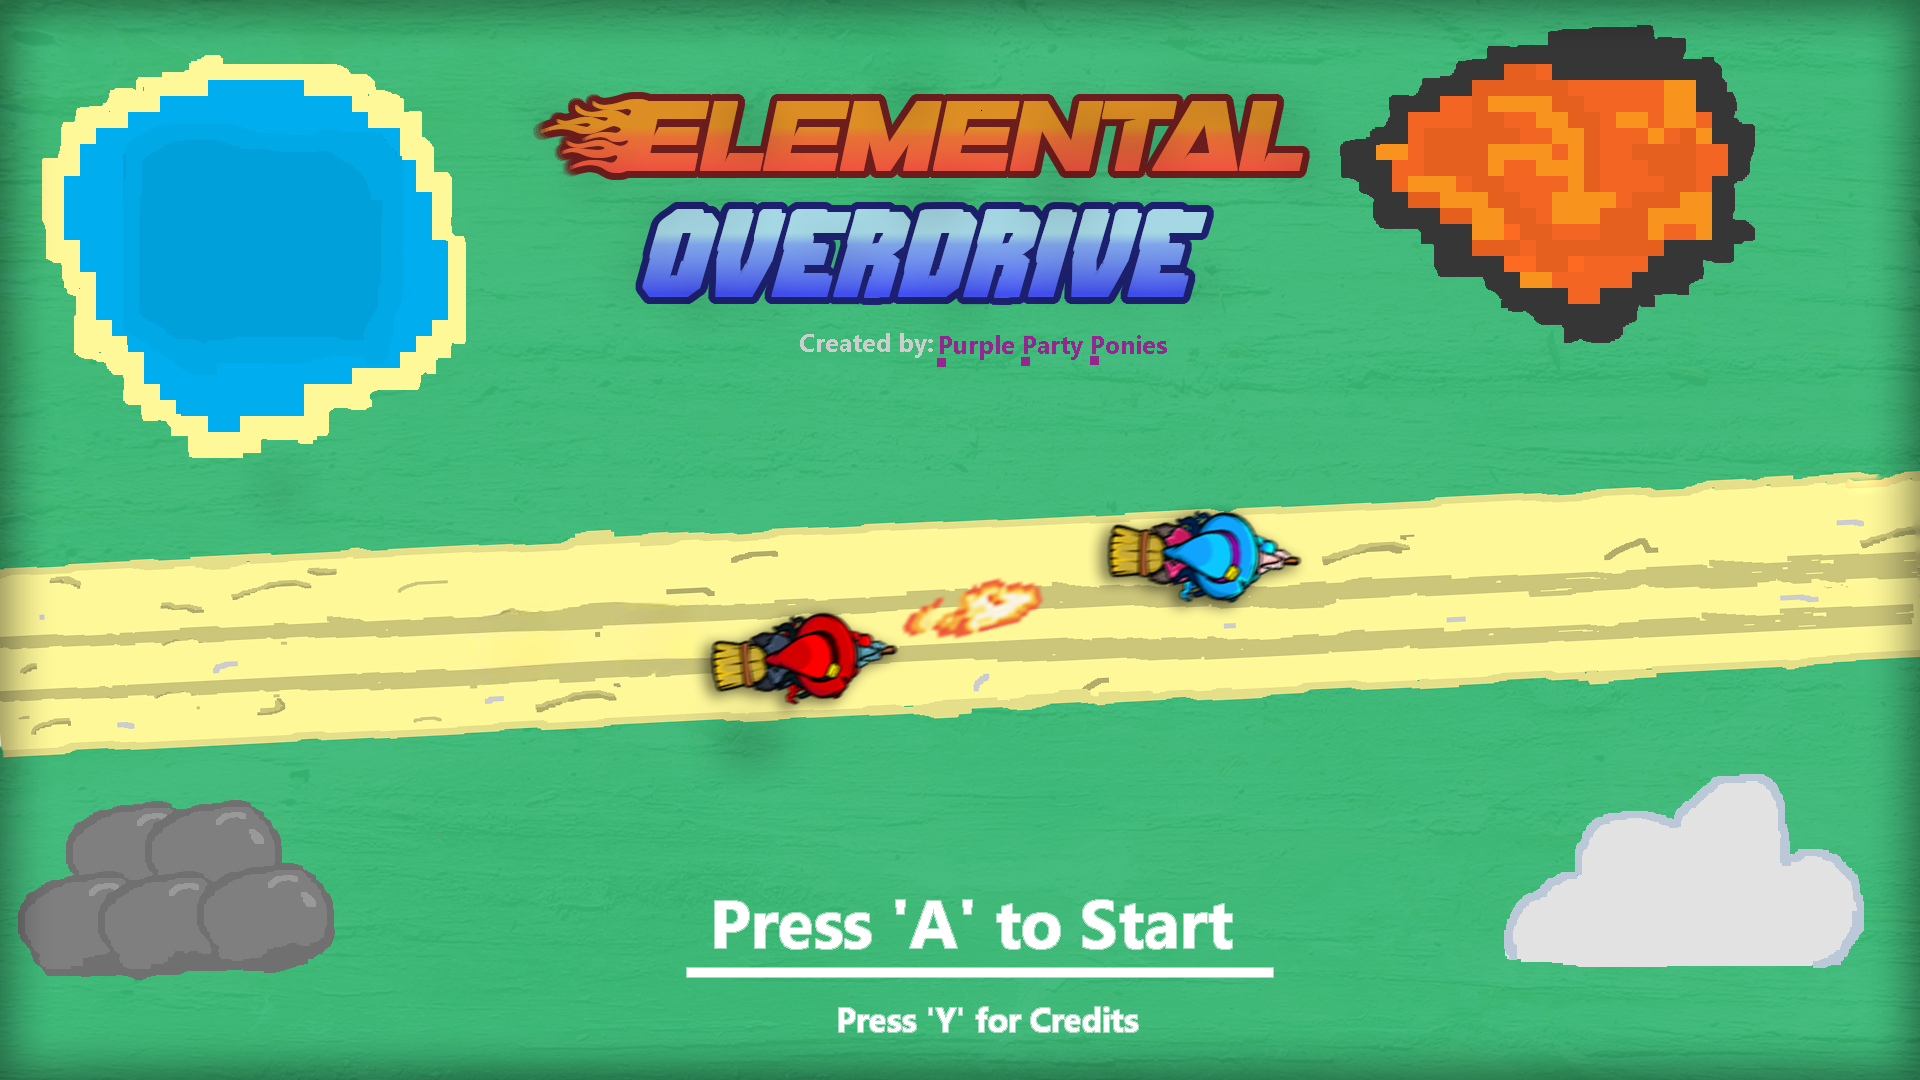 ELEMENTAL
OVERDRIVE
Created by: Purple Party Ponies
Press 'A' to Start
Press 'Y' for Credits